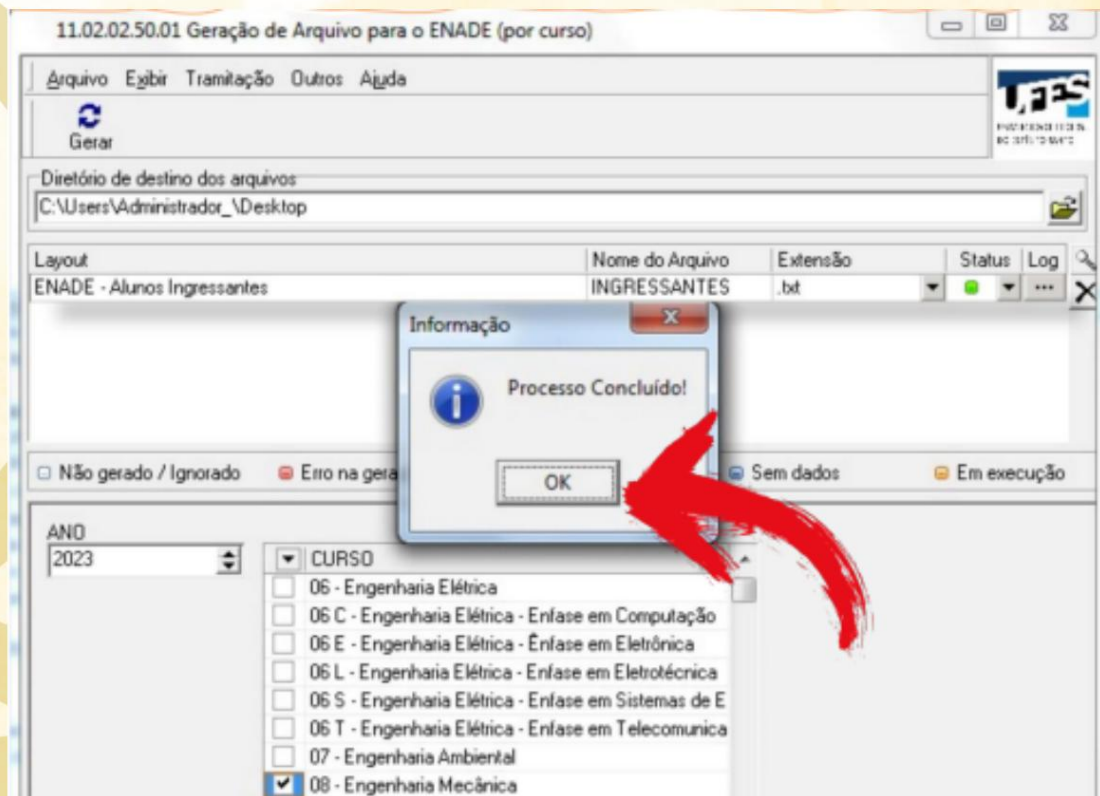 11.02.02.50.01 Geração de Arquivo para o ENADE (por curso)
Arquivo Exibir Tramitação Outros Ajuda
Gerar
Diretório de destino dos arquivos
C:\Users\Administrador_\Desktop
Layout Nome do Arquivo Extensão Status Log
ENADE - Alunos Ingressantes INGRESSANTES .txt
Informação
Processo Concluído!
OK
Não gerado / Ignorado Erro na gera Sem dados Em execução
ANO
2023
CURSO
06 - Engenharia Elétrica
06 C - Engenharia Elétrica - Enfase em Computação
06 E - Engenharia Elétrica - Ênfase em Eletrônica
06 L - Engenharia Elétrica - Enfase em Eletrotécnica
06 S - Engenharia Elétrica - Enfase em Sistemas de E
06 T - Engenharia Elétrica - Enfase em Telecomunica
07 - Engenharia Ambiental
08 - Engenharia Mecânica